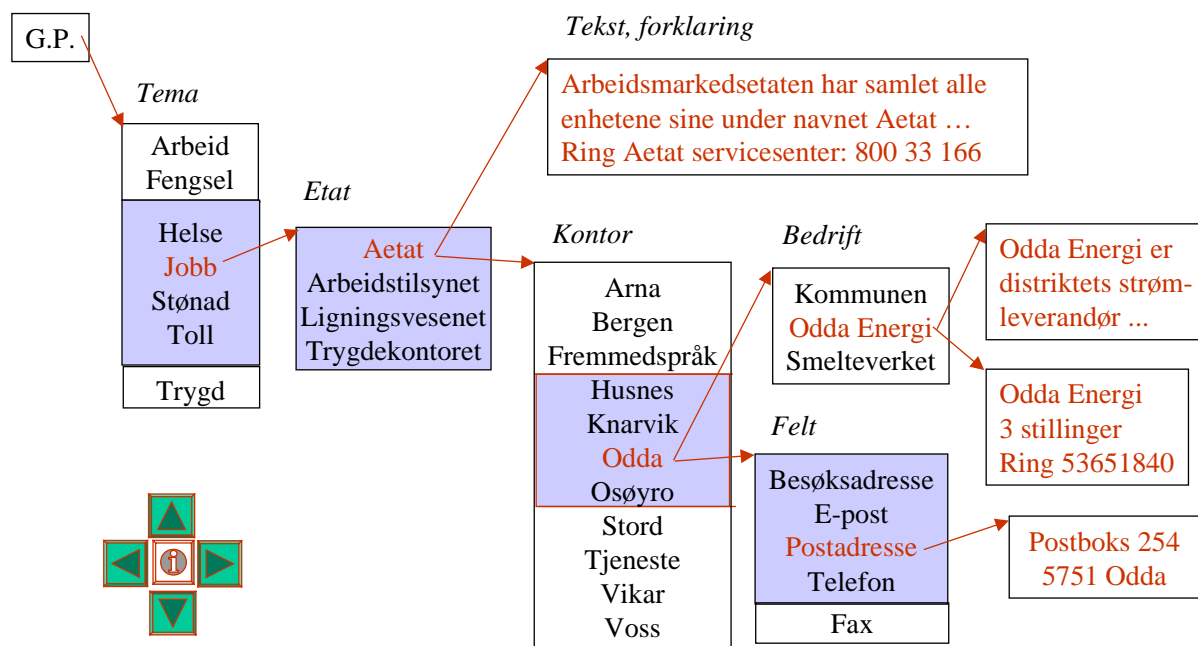 G.P.
Tema
Arbeid
Fengsel
Helse
Jobb
Stønad
Toll
Trygd
Etat
Aetat
Arbeidstilsynet
Ligningsvesenet
Trygdekontoret
Tekst, forklaring
Arbeidsmarkedsetaten har samlet alle
enhetene sine under navnet Aetat …
Ring Aetat servicesenter: 800 33 166
Kontor
Arna
Bergen
Fremmedspråk
Husnes
Knarvik
Odda
Osøyro
Stord
Tjeneste
Vikar
Voss
Bedrift
Kommunen
Odda Energi
Smelteverket
Odda Energi er
distriktets strøm-
leverandør ...
Odda Energi
3 stillinger
Ring 53651840
Felt
Besøksadresse
E-post
Postadresse
Telefon
Fax
Postboks 254
5751 Odda
i